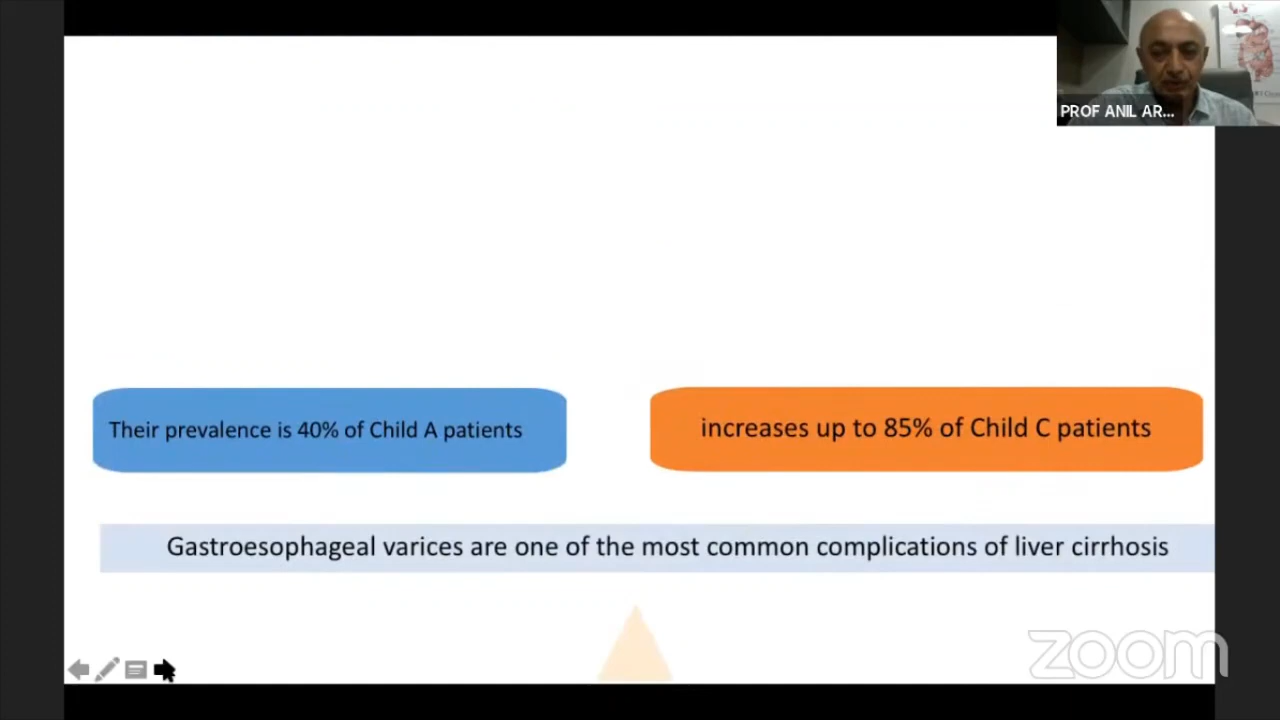 PROF ANIL AR...
Their prevalence is 40% of Child A patients
increases up to 85% of Child C patients
Gastroesophageal varices are one of the most common complications of liver cirrhosis
zoom